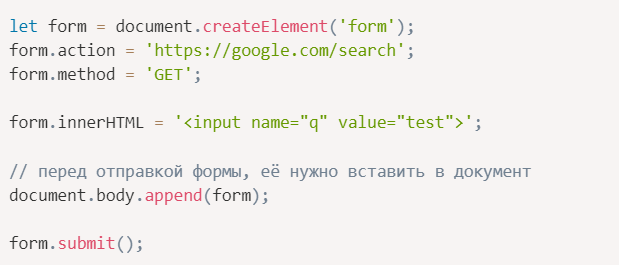 let form = document.createElement('form');
form.action = 'https://google.com/search';
form.method = 'GET';
form.innerHTML = '<input name="q" value="test">';
// перед отправкой формы, её нужно вставить в документ
document.body.append(form);
form.submit();